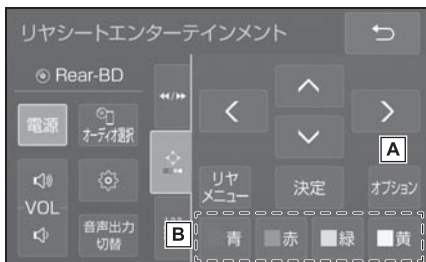 リヤシートエンターテインメント
Rear-BD
電源
オーディオ選択
VOL
音声出力
切替
A
リヤ
メニュー
決定
オプション
B
青
赤
緑
黄